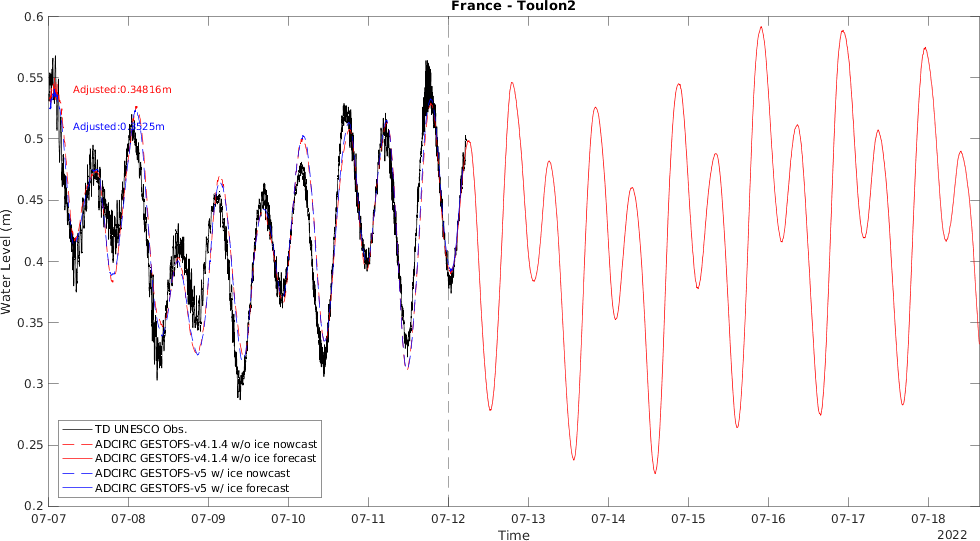 France - Toulon2
0.6
0.55
0.5
0.45
0.4
0.35
0.3
0.25
0.2
Water Level (m)
Adjusted:0.34816m
TD UNESCO Obs.
ADCIRC GESTOFS-v4.1.4 w/o ice nowcast
ADCIRC GESTOFS-v4.1.4 w/o ice forecast
ADCIRC GESTOFS-v5 w/ ice nowcast
ADCIRC GESTOFS-v5 w/ ice forecast
07-07 07-08 07-09 07-10 07-11 07-12 07-13 07-14 07-15 07-16 07-17 07-18
Time
2022